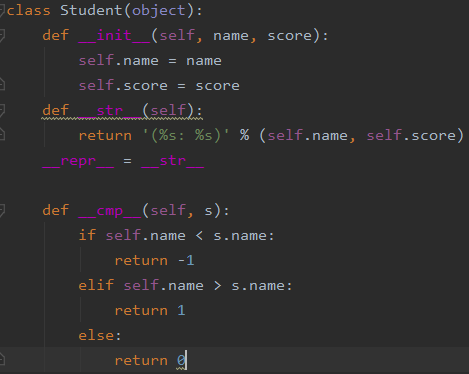 class Student(object):
    def __init__(self, name, score):
        self.name = name
        self.score = score
    def __str__(self):
        return '(%s: %s)' % (self.name, self.score)
    __repr__ = __str__

    def __cmp__(self, s):
        if self.name < s.name:
            return -1
        elif self.name > s.name:
            return 1
        else:
            return 0